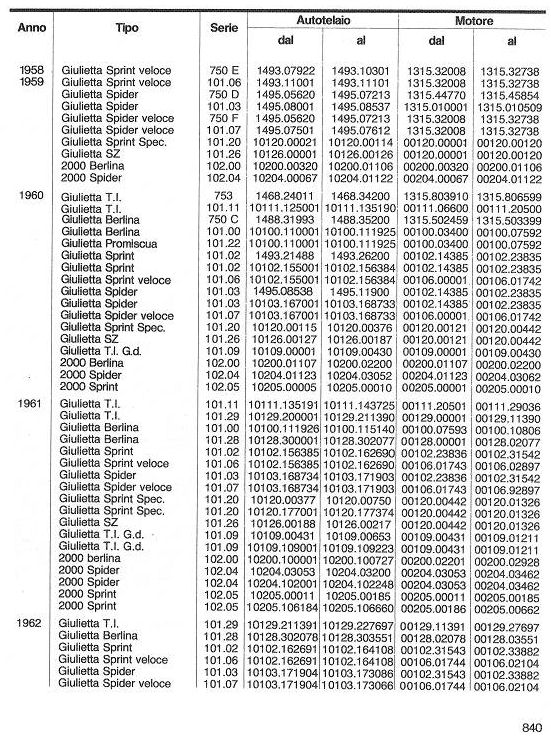 Autotelaio Motore
Anno Tipo Serie dal al dal al
1958 Giulietta Sprint veloce 750 E 1493.07922 1493.10301 1315.32008 1315.32738
1959 Giulietta Sprint veloce 101.06 1493.11001 1493.11101 1315.32008 1315.32738
Giulietta Spider 750 D 1495.05620 1495.07213 1315.44770 1315.45854
Giulietta Spider 101.03 1495.08001 1495.08537 1315.010001 1315.010509
Giulietta Spider veloce 750 F 1495.05620 1495.07213 1315.32008 1315.32738
Giulietta Spider veloce 101.07 1495.07501 1495.07612 1315.32008 1315.32738
Giulietta Sprint Spec. 101.20 10120.00021 10120.00114 00120.00001 00120.00120
Giulietta SZ 101.26 10126.00001 10126.00126 00120.00001 00120.00120
2000 Berlina 102.00 10200.00320 10200.01106 00200.00320 00200.01106
2000 Spider 102.04 10204.00067 10204.01122 00204.00067 00204.01122
1960 Giulietta T.I. 753 1468.24011 1468.34200 1315.803910 1315.806599
Giulietta T.I. 101.11 10111.125001 10111.135190 00111.06600 00111.20500
Giulietta Berlina 750 C 1488.31993 1488.35200 1315.502459 1315.503399
Giulietta Berlina 101.00 10100.110001 10100.111925 00100.03400 00100.07592
Giulietta Promiscua 101.22 10100.110001 10100.111925 00100.03400 00100.07592
Giulietta Sprint 101.02 1493.21488 1493.26200 00102.14385 00102.23835
Giulietta Sprint 101.02 10102.155001 10102.156384 00102.14385 00102.23835
Giulietta Sprint veloce 101.06 10102.155001 10102.156384 00106.00001 00106.01742
Giulietta Spider 101.03 1495.08538 1495.11900 00102.14385 00102.23835
Giulietta Spider 101.03 10103.167001 10103.168733 00102.14385 00102.23835
Giulietta Spider veloce 101.07 10103.167001 10103.168733 00106.00001 00106.01742
Giulietta Sprint Spec. 101.20 10120.00115 10120.00376 00120.00121 00120.00442
Giulietta SZ 101.26 10126.00127 10126.00187 00120.00121 00120.00442
Giulietta T.I. G.d. 101.09 10109.00001 10109.00430 00109.00001 00109.00430
2000 Berlina 102.00 10200.01107 10200.02200 00200.01107 00200.02200
2000 Spider 102.04 10204.01123 10204.03052 00204.01123 00204.03062
2000 Sprint 102.05 10205.00005 10205.00010 00205.00001 00205.00010
1961 Giulietta T.I. 101.11 10111.135191 10111.143725 00111.20501 00111.29036
Giulietta T.I. 101.29 10129.200001 10129.211390 00129.00001 00129.11390
Giulietta Berlina 101.00 10100.111926 10100.115140 00100.07593 00100.10806
Giulietta Berlina 101.28 10128.300001 10128.302077 00128.00001 00128.02077
Giulietta Sprint 101.02 10102.156385 10102.162690 00102.23836 00102.31542
Giulietta Sprint veloce 101.06 10102.156385 10102.162690 00106.01743 00106.02897
Giulietta Spider 101.03 10103.168734 10103.171903 00102.23836 00102.31542
Giulietta Spider veloce 101.07 10103.168734 10103.171903 00106.01743 00106.92897
Giulietta Sprint Spec. 101.20 10120.00377 10120.00750 00120.00442 00120.01326
Giulietta Sprint Spec. 101.20 10120.177001 10120.177374 00120.00442 00120.01326
Giulietta SZ 101.26 10126.00188 10126.00217 00120.00442 00120.01326
Giulietta T.I. G.d. 101.09 10109.00431 10109.00653 00109.00431 00109.01211
Giulietta T.I. G.d. 101.09 10109.109001 10109.109223 00109.00431 00109.01211
2000 berlina 102.00 10200.100001 10200.100727 00200.02201 00200.02928
2000 Spider 102.04 10204.03053 10204.03200 00204.03053 00204.03462
2000 Spider 102.04 10204.102001 10204.102248 00204.03053 00204.03462
2000 Sprint 102.05 10205.00011 10205.00185 00205.00011 00205.00185
2000 Sprint 102.05 10205.106184 10205.106660 00205.00186 00205.00662
1962 Giulietta T.I. 101.29 10129.211391 10129.227697 00129.11391 00129.27697
Giulietta Berlina 101.28 10128.302078 10128.303551 00128.02078 00128.03551
Giulietta Sprint 101.02 10102.162691 10102.164108 00102.31543 00102.33882
Giulietta Sprint veloce 101.06 10102.162691 10102.164108 00106.01744 00106.02104
Giulietta Spider 101.03 10103.171904 10103.173086 00102.31543 00102.33882
Giulietta Spider veloce 101.07 10103.171904 10103.173066 00106.01744 00106.02104
840